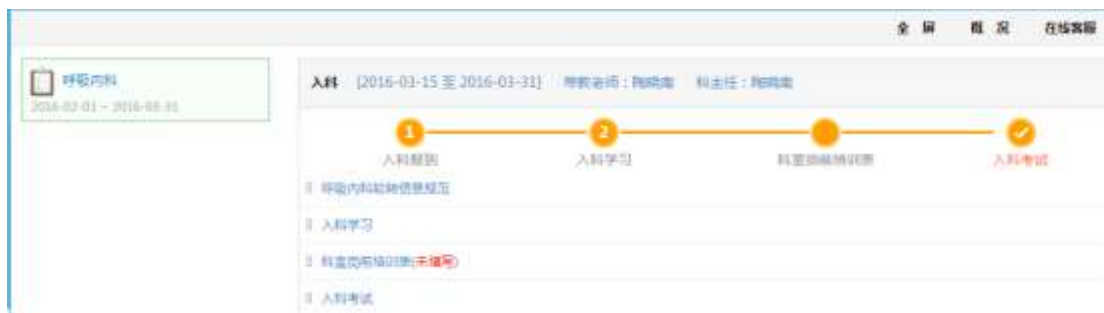 全 屏 概 况 在线客服
呼吸内科
2016-02-01 ~ 2016-03-31
入科 [2016-03-15 至 2016-03-31] 带教老师：陶晓南 科主任：陶晓南
1 2
入科报到 入科学习 科室岗前培训表 入科考试
呼吸内科轮转信息规范
入科学习
科室岗前培训表(未填写)
入科考试